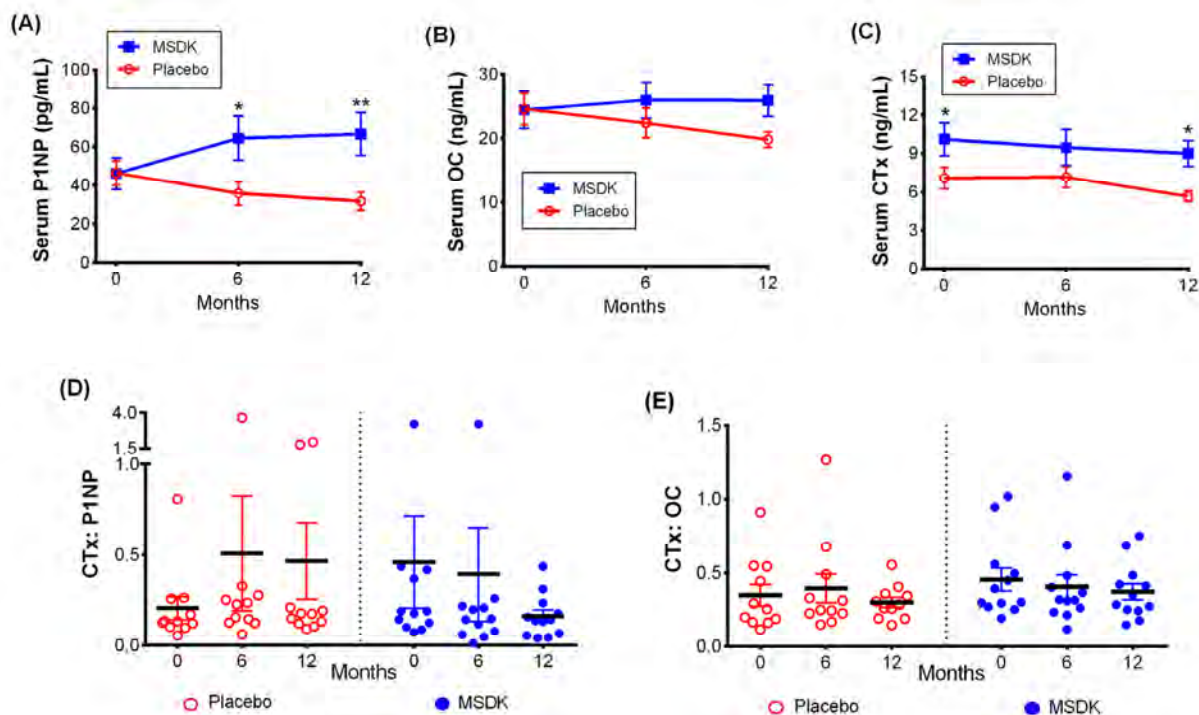 (A)
MSDK
Placebo
Serum P1NP (pg/mL)
100
80
60
40
20
0
*
**
0 6 12
Months
(B)
30
20
10
0
Serum OC (ng/mL)
MSDK
Placebo
0 6 12
Months
(C)
MSDK
Placebo
15
12
9
6
3
0
Serum CTx (ng/mL)
*
*
0 6 12
Months
(D)
4.0
1.5
1.0
0.5
0.0
CTx: P1NP
0 6 12 0 6 12
Months
Placebo MSDK
(E)
1.5
1.0
0.5
0.0
CTx: OC
0 6 12 0 6 12
Months
Placebo MSDK